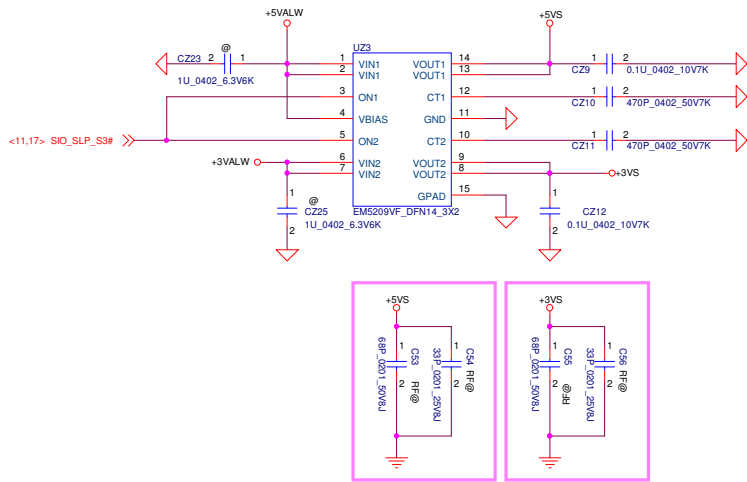 +5VALW
+5VS
UZ3
CZ23 2 @ 1
1U_0402_6.3V6K
1 VIN1 VOUT1 14
2 VIN1 VOUT1 13
3 ON1 CT1 12
4 VBIAS GND 11
5 ON2 CT2 10
6 VIN2 VOUT2 9
7 VIN2 VOUT2 8
GPAD 15
EM5209VF_DFN14_3X2
1 2
CZ9 0.1U_0402_10V7K
1 2
CZ10 470P_0402_50V7K
1 2
CZ11 470P_0402_50V7K
<11,17> SIO_SLP_S3#
+3VALW
+3VS
1 @
CZ25
2 1U_0402_6.3V6K
1
CZ12
2 0.1U_0402_10V7K
+5VS
1
2
C53
RF@
68P_0201_50V8J
1
2
C54
RF@
33P_0201_25V8J
+3VS
1
2
C55
RF@
68P_0201_50V8J
1
2
C56
RF@
33P_0201_25V8J